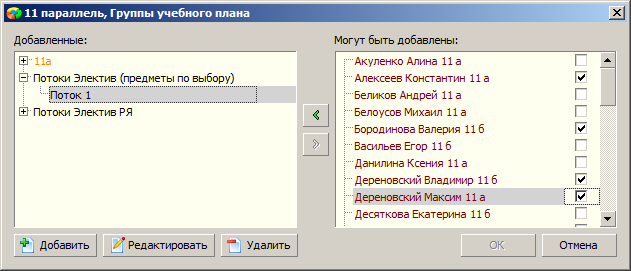 11 параллель, Группы учебного плана
Добавленные:
11а
Потоки Электив (предметы по выбору)
Поток 1
Потоки Электив РЯ
Могут быть добавлены:
Акуленко Алина 11 а
Алексеев Константин 11 а
Беликов Андрей 11 а
Белоусов Михаил 11 а
Бородинова Валерия 11 б
Васильев Егор 11 б
Данилина Ксения 11 а
Дереновский Владимир 11 б
Дереновский Максим 11 а
Десяткова Екатерина 11 б
Добавить
Редактировать
Удалить
ОК
Отмена